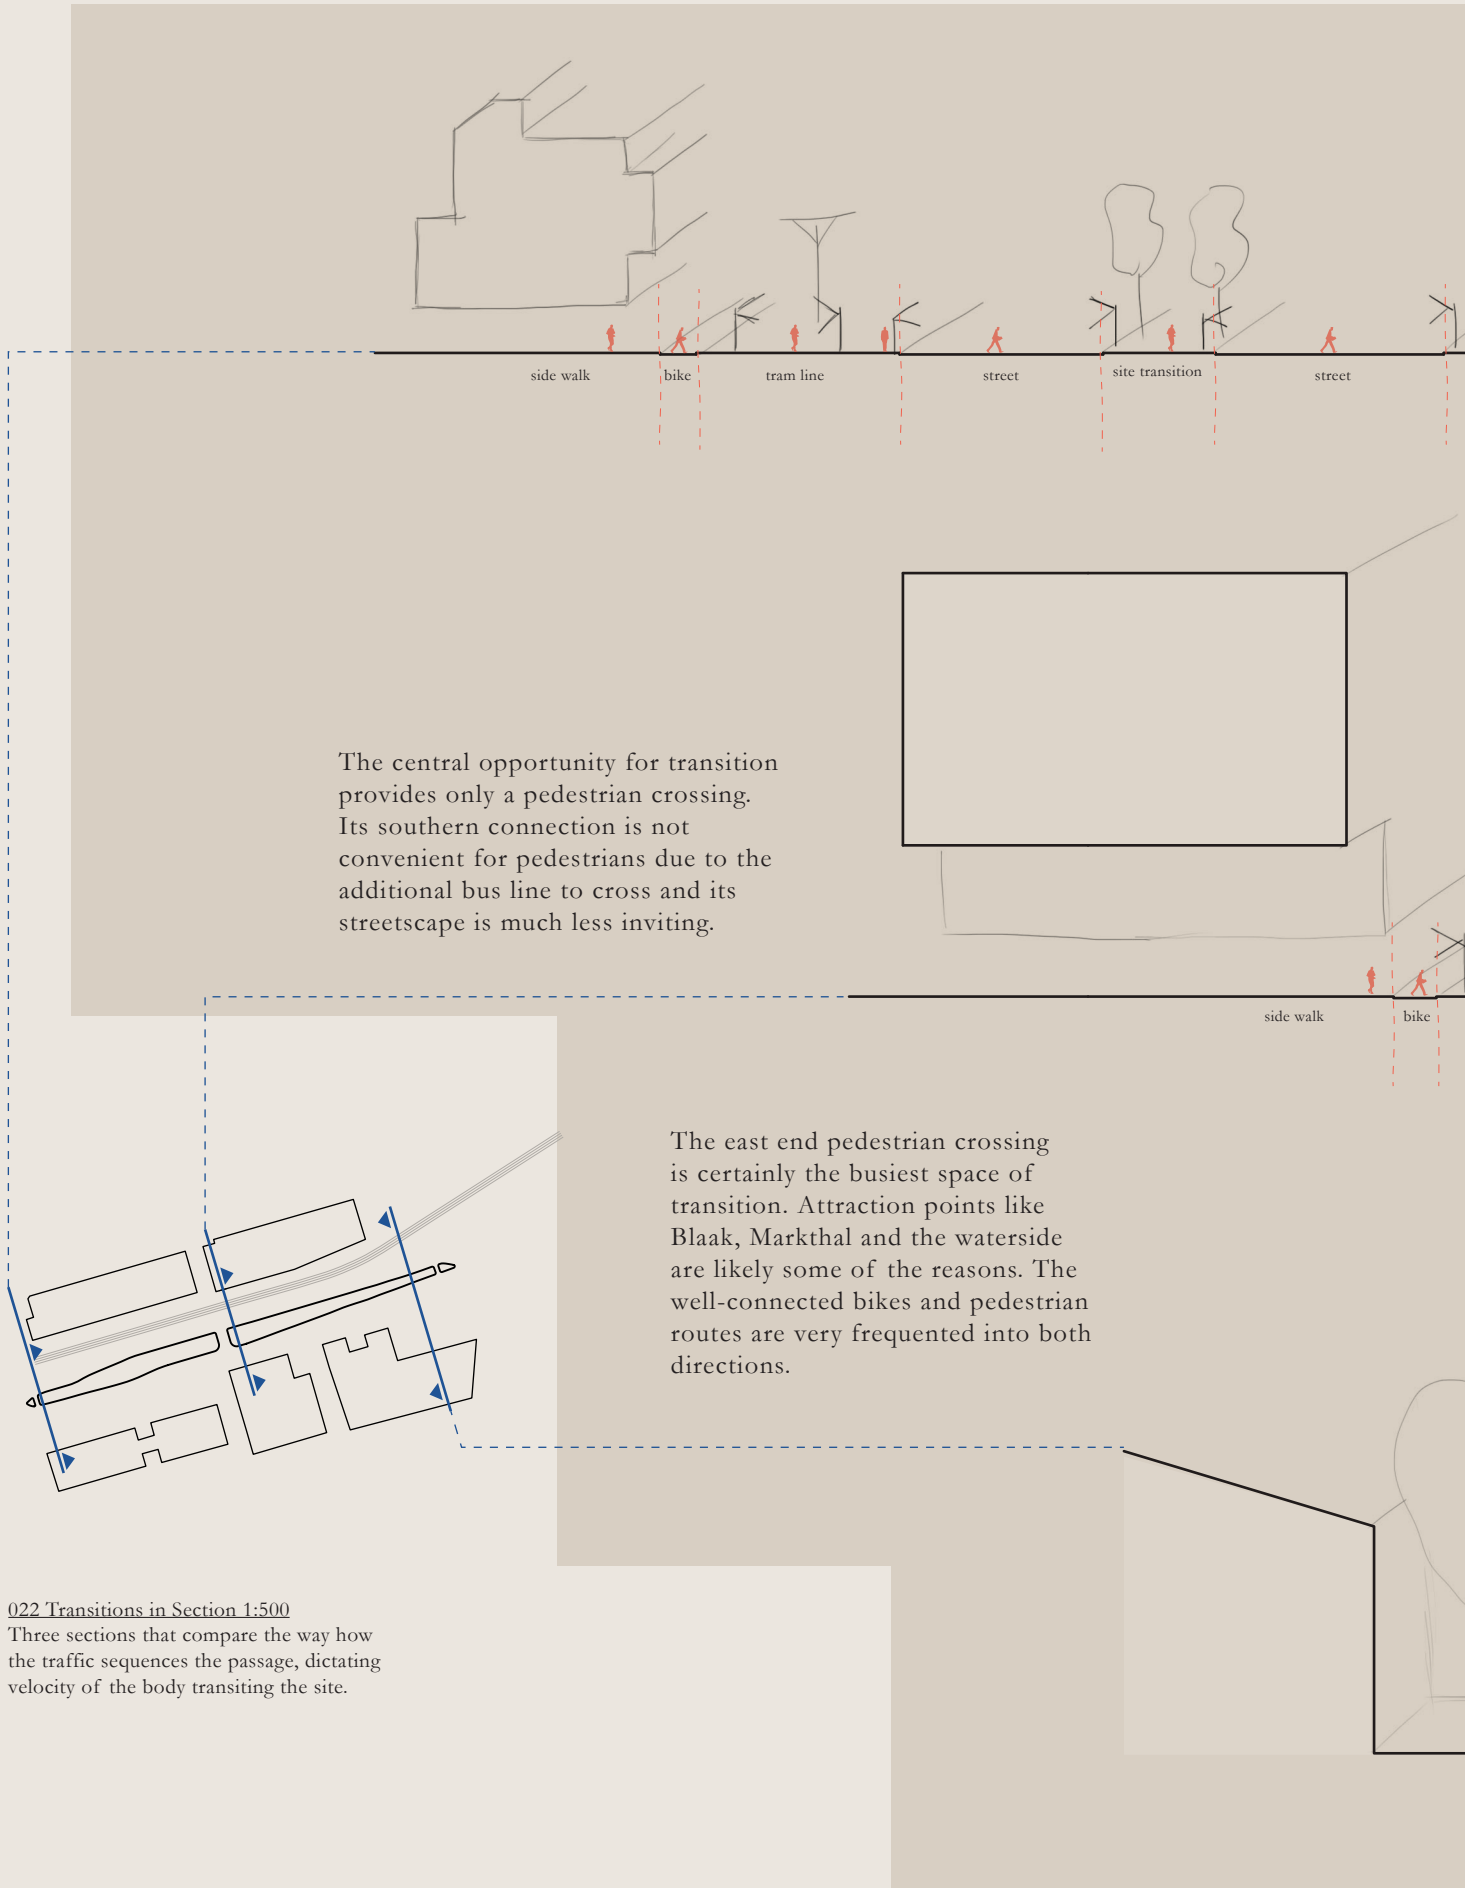 side walk
bike
tram line
street
site transition
street
The central opportunity for transition
provides only a pedestrian crossing.
Its southern connection is not
convenient for pedestrians due to the
additional bus line to cross and its
streetscape is much less inviting.
side walk
bike
The east end pedestrian crossing
is certainly the busiest space of
transition. Attraction points like
Blaak, Markthal and the waterside
are likely some of the reasons. The
well-connected bikes and pedestrian
routes are very frequented into both
directions.
022 Transitions in Section 1:500
Three sections that compare the way how
the traffic sequences the passage, dictating
velocity of the body transiting the site.